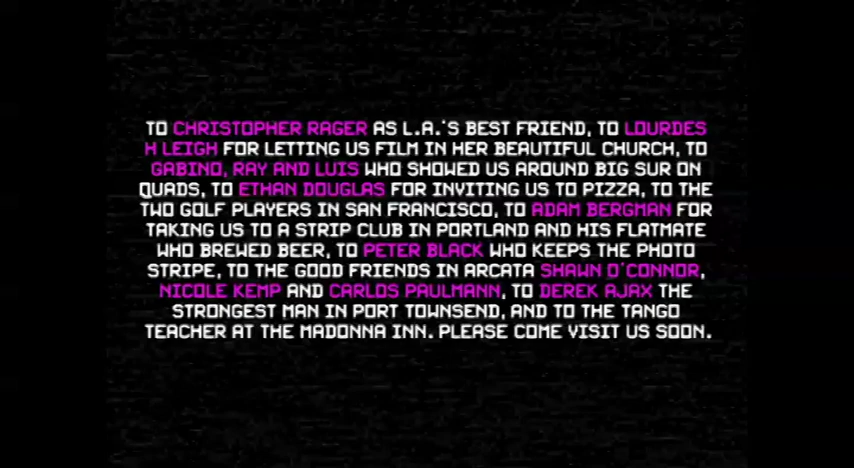 TO CHRISTOPHER RAGER AS L.A.'S BEST FRIEND, TO LOURDES
H LEIGH FOR LETTING US FILM IN HER BEAUTIFUL CHURCH, TO
GABINO, RAY AND LUIS WHO SHOWED US AROUND BIG SUR ON
QUADS, TO ETHAN DOUGLAS FOR INVITING US TO PIZZA, TO THE
TWO GOLF PLAYERS IN SAN FRANCISCO, TO ADAM BERGMAN FOR
TAKING US TO A STRIP CLUB IN PORTLAND AND HIS FLATMATE
WHO BREWED BEER, TO PETER BLACK WHO KEEPS THE PHOTO
STRIPE, TO THE GOOD FRIENDS IN ARCATA SHAWN O'CONNOR,
NICOLE KEMP AND CARLOS PAULMANN, TO DEREK AJAX THE
STRONGEST MAN IN PORT TOWNSEND, AND TO THE TANGO
TEACHER AT THE MADONNA INN. PLEASE COME VISIT US SOON.